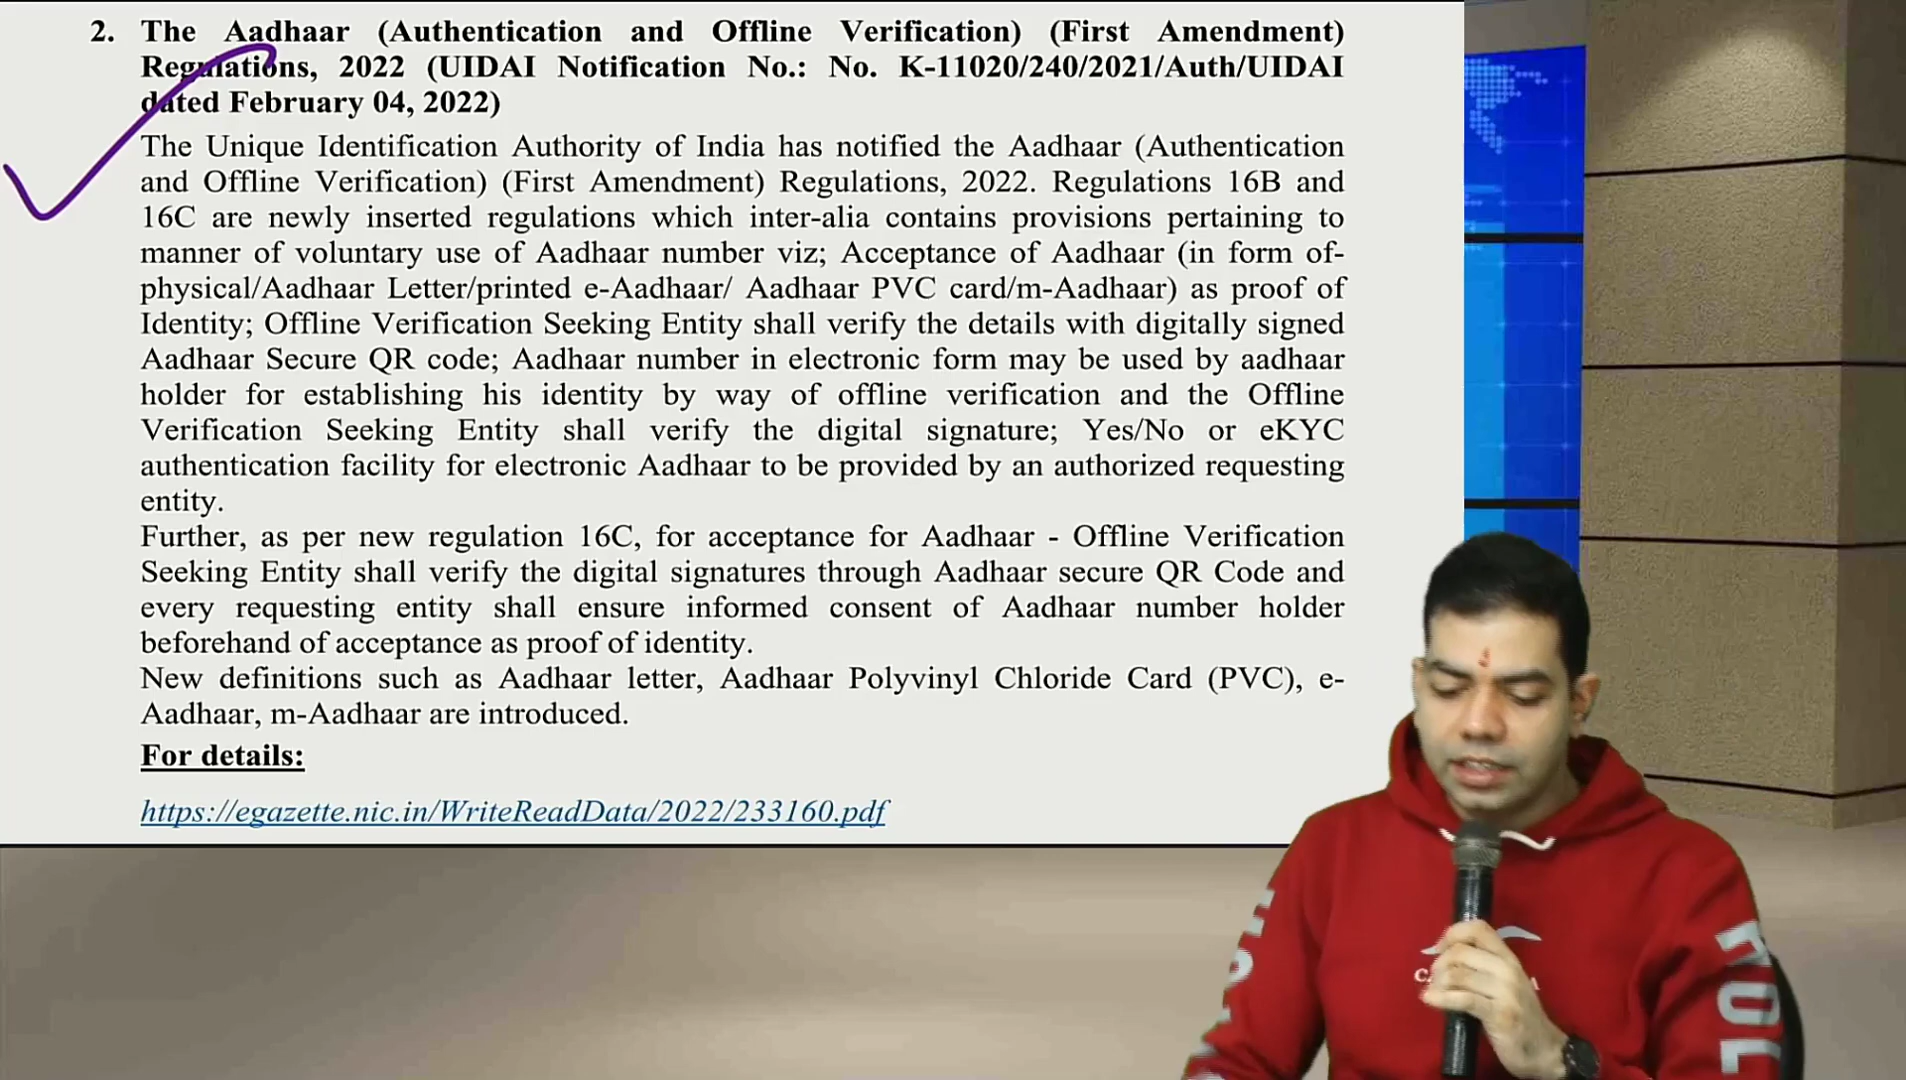 2. The Aadhaar (Authentication and Offline Verification) (First Amendment)
Regulations, 2022 (UIDAI Notification No.: No. K-11020/240/2021/Auth/UIDAI
dated February 04, 2022)
The Unique Identification Authority of India has notified the Aadhaar (Authentication
and Offline Verification) (First Amendment) Regulations, 2022. Regulations 16B and
16C are newly inserted regulations which inter-alia contains provisions pertaining to
manner of voluntary use of Aadhaar number viz; Acceptance of Aadhaar (in form of-
physical/Aadhaar Letter/printed e-Aadhaar/ Aadhaar PVC card/m-Aadhaar) as proof of
Identity; Offline Verification Seeking Entity shall verify the details with digitally signed
Aadhaar Secure QR code; Aadhaar number in electronic form may be used by aadhaar
holder for establishing his identity by way of offline verification and the Offline
Verification Seeking Entity shall verify the digital signature; Yes/No or eKYC
authentication facility for electronic Aadhaar to be provided by an authorized requesting
entity.
Further, as per new regulation 16C, for acceptance for Aadhaar - Offline Verification
Seeking Entity shall verify the digital signatures through Aadhaar secure QR Code and
every requesting entity shall ensure informed consent of Aadhaar number holder
beforehand of acceptance as proof of identity.
New definitions such as Aadhaar letter, Aadhaar Polyvinyl Chloride Card (PVC), e-
Aadhaar, m-Aadhaar are introduced.
For details:
https://egazette.nic.in/WriteReadData/2022/233160.pdf